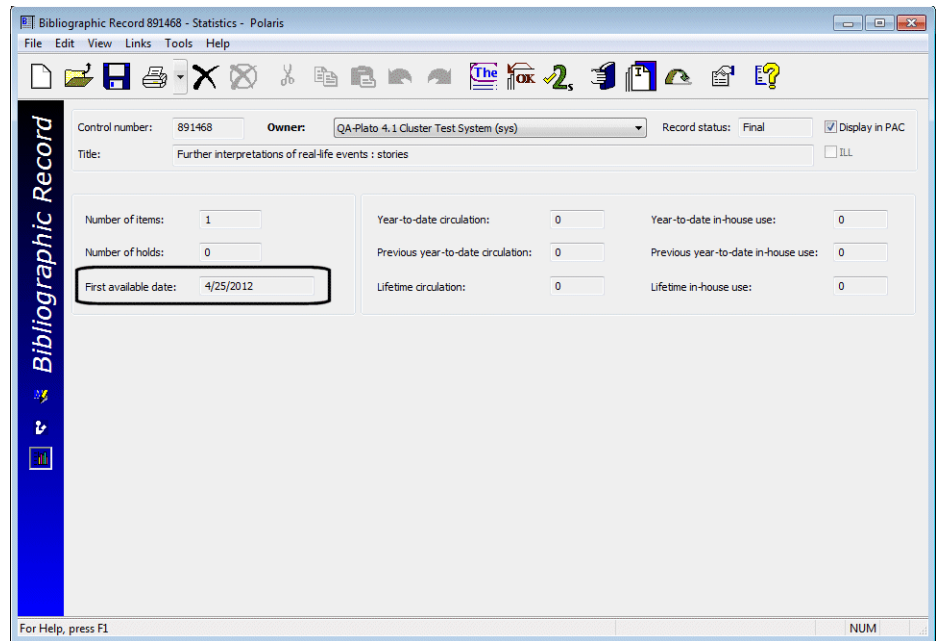 Bibliographic Record 891468 - Statistics - Polaris
File Edit View Links Tools Help
The OK 2s
Bibliographic Record
Control number: 891468 Owner: QA-Plato 4.1 Cluster Test System (sys) Record status: Final Display in PAC
Title: Further interpretations of real-life events : stories ILL
Number of items: 1 Year-to-date circulation: 0 Year-to-date in-house use: 0
Number of holds: 0 Previous year-to-date circulation: 0 Previous year-to-date in-house use: 0
First available date: 4/25/2012 Lifetime circulation: 0 Lifetime in-house use: 0
For Help, press F1 NUM